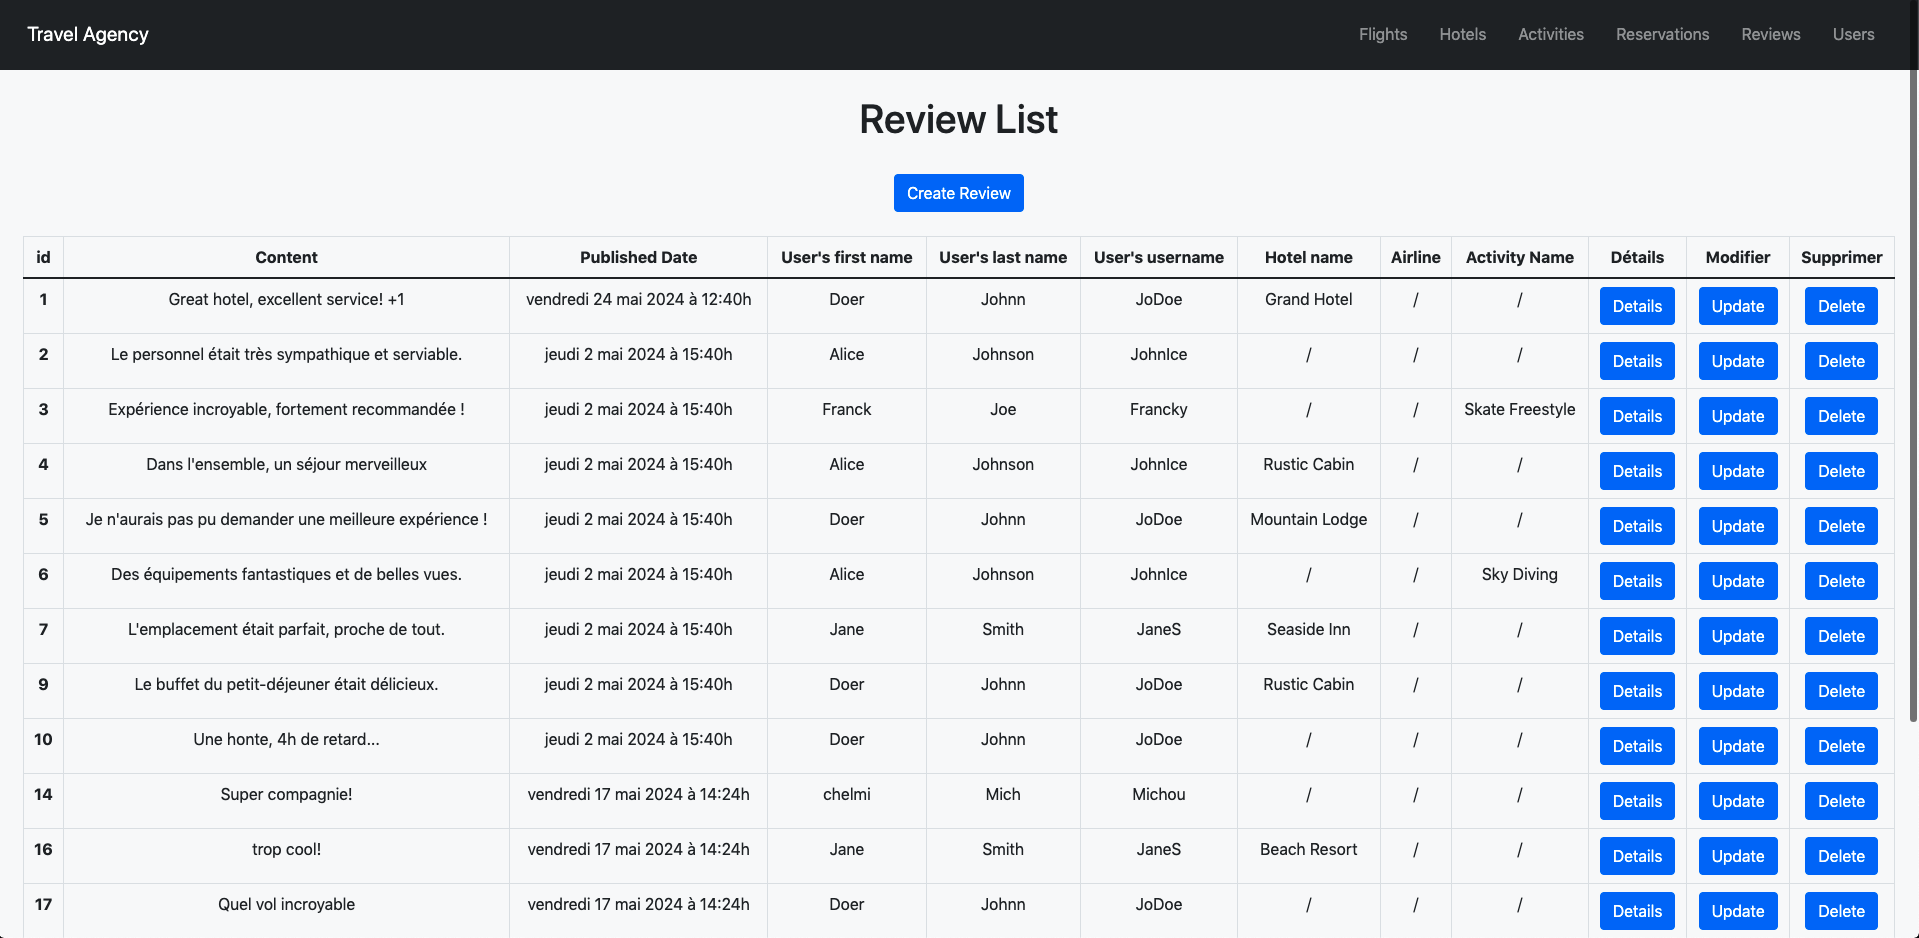 Travel Agency Flights Hotels Activities Reservations Reviews Users
Review List
Create Review
id Content Published Date User's first name User's last name User's username Hotel name Airline Activity Name Détails Modifier Supprimer
1 Great hotel, excellent service! +1 vendredi 24 mai 2024 à 12:40h Doer Johnn JoDoe Grand Hotel / / Details Update Delete
2 Le personnel était très sympathique et serviable. jeudi 2 mai 2024 à 15:40h Alice Johnson JohnIce / / / Details Update Delete
3 Expérience incroyable, fortement recommandée ! jeudi 2 mai 2024 à 15:40h Franck Joe Francky / / Skate Freestyle Details Update Delete
4 Dans l'ensemble, un séjour merveilleux jeudi 2 mai 2024 à 15:40h Alice Johnson JohnIce Rustic Cabin / / Details Update Delete
5 Je n'aurais pas pu demander une meilleure expérience ! jeudi 2 mai 2024 à 15:40h Doer Johnn JoDoe Mountain Lodge / / Details Update Delete
6 Des équipements fantastiques et de belles vues. jeudi 2 mai 2024 à 15:40h Alice Johnson JohnIce / / Sky Diving Details Update Delete
7 L'emplacement était parfait, proche de tout. jeudi 2 mai 2024 à 15:40h Jane Smith JaneS Seaside Inn / / Details Update Delete
9 Le buffet du petit-déjeuner était délicieux. jeudi 2 mai 2024 à 15:40h Doer Johnn JoDoe Rustic Cabin / / Details Update Delete
10 Une honte, 4h de retard... jeudi 2 mai 2024 à 15:40h Doer Johnn JoDoe / / / Details Update Delete
14 Super compagnie! vendredi 17 mai 2024 à 14:24h chelmi Mich Michou / / / Details Update Delete
16 trop cool! vendredi 17 mai 2024 à 14:24h Jane Smith JaneS Beach Resort / / Details Update Delete
17 Quel vol incroyable vendredi 17 mai 2024 à 14:24h Doer Johnn JoDoe / / / Details Update Delete